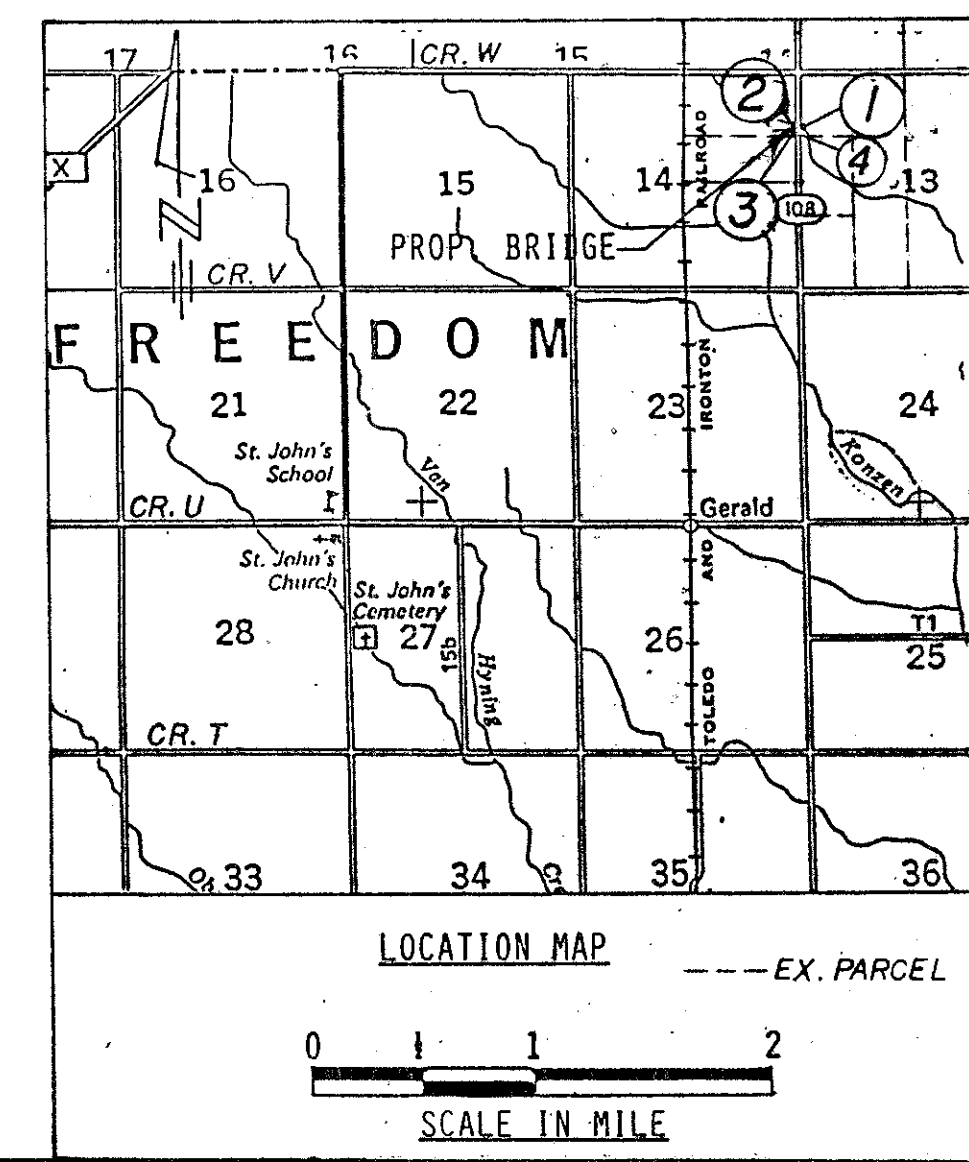 17 16 CR. W 15
2 1
X 16 15 14 RAILROAD 4 13
3 108
PROP BRIDGE
CR. V
FREEDOM
21 22 23 IRONTON 24
St. John's
School
Van
Konzen
CR. U
Gerald
St. John's
Church
St. John's
Cemetery
AND
28 27 15b 26 T1
25
Hyning
TOLEDO
CR. T
33 34 Cre 35 36
LOCATION MAP
--- EX. PARCEL
0 1 2
SCALE IN MILE